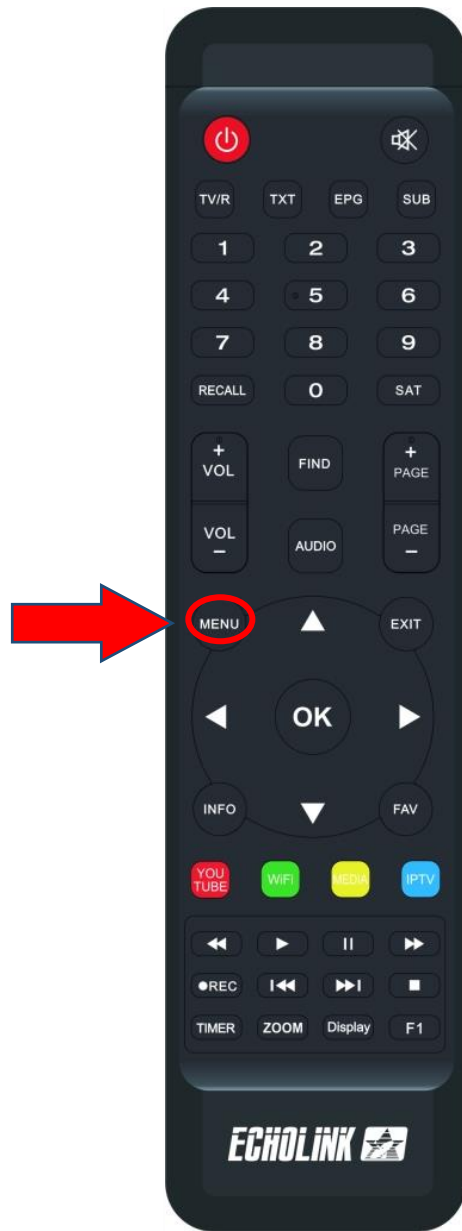 TV/R TXT EPG SUB
1 2 3
4 5 6
7 8 9
RECALL 0 SAT
+ VOL
FIND
+ PAGE
VOL −
AUDIO
PAGE −
MENU EXIT
OK
INFO FAV
YOU
TUBE
WiFi MEDIA IPTV
●REC
TIMER ZOOM Display F1
ECHOLINK